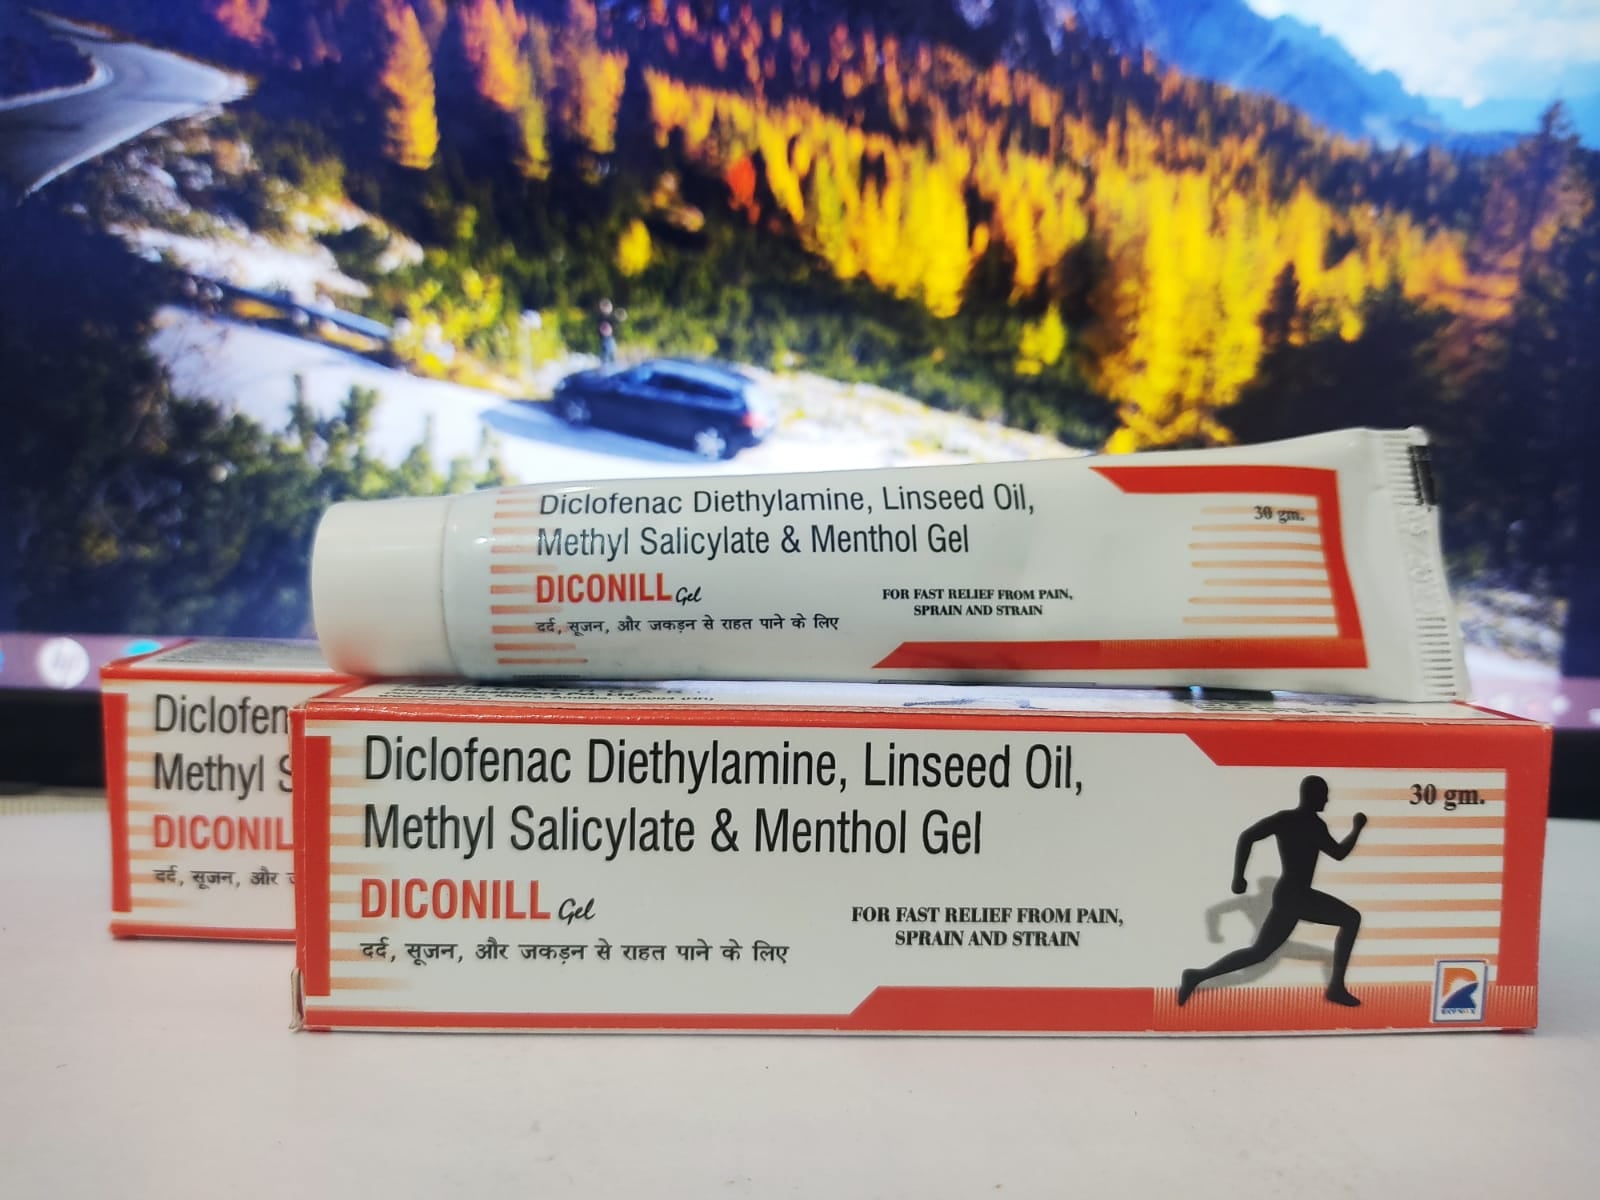 Diclofenac Diethylamine, Linseed Oil,
Methyl Salicylate & Menthol Gel
30 gm.
DICONILL Gel
FOR FAST RELIEF FROM PAIN,
SPRAIN AND STRAIN
दर्द, सूजन, और जकड़न से राहत पाने के लिए
Diclofen
Methyl S
DICONIL
दर्द, सूजन, और
Diclofenac Diethylamine, Linseed Oil,
Methyl Salicylate & Menthol Gel
30 gm.
DICONILL Gel
FOR FAST RELIEF FROM PAIN,
SPRAIN AND STRAIN
दर्द, सूजन, और जकड़न से राहत पाने के लिए
hp